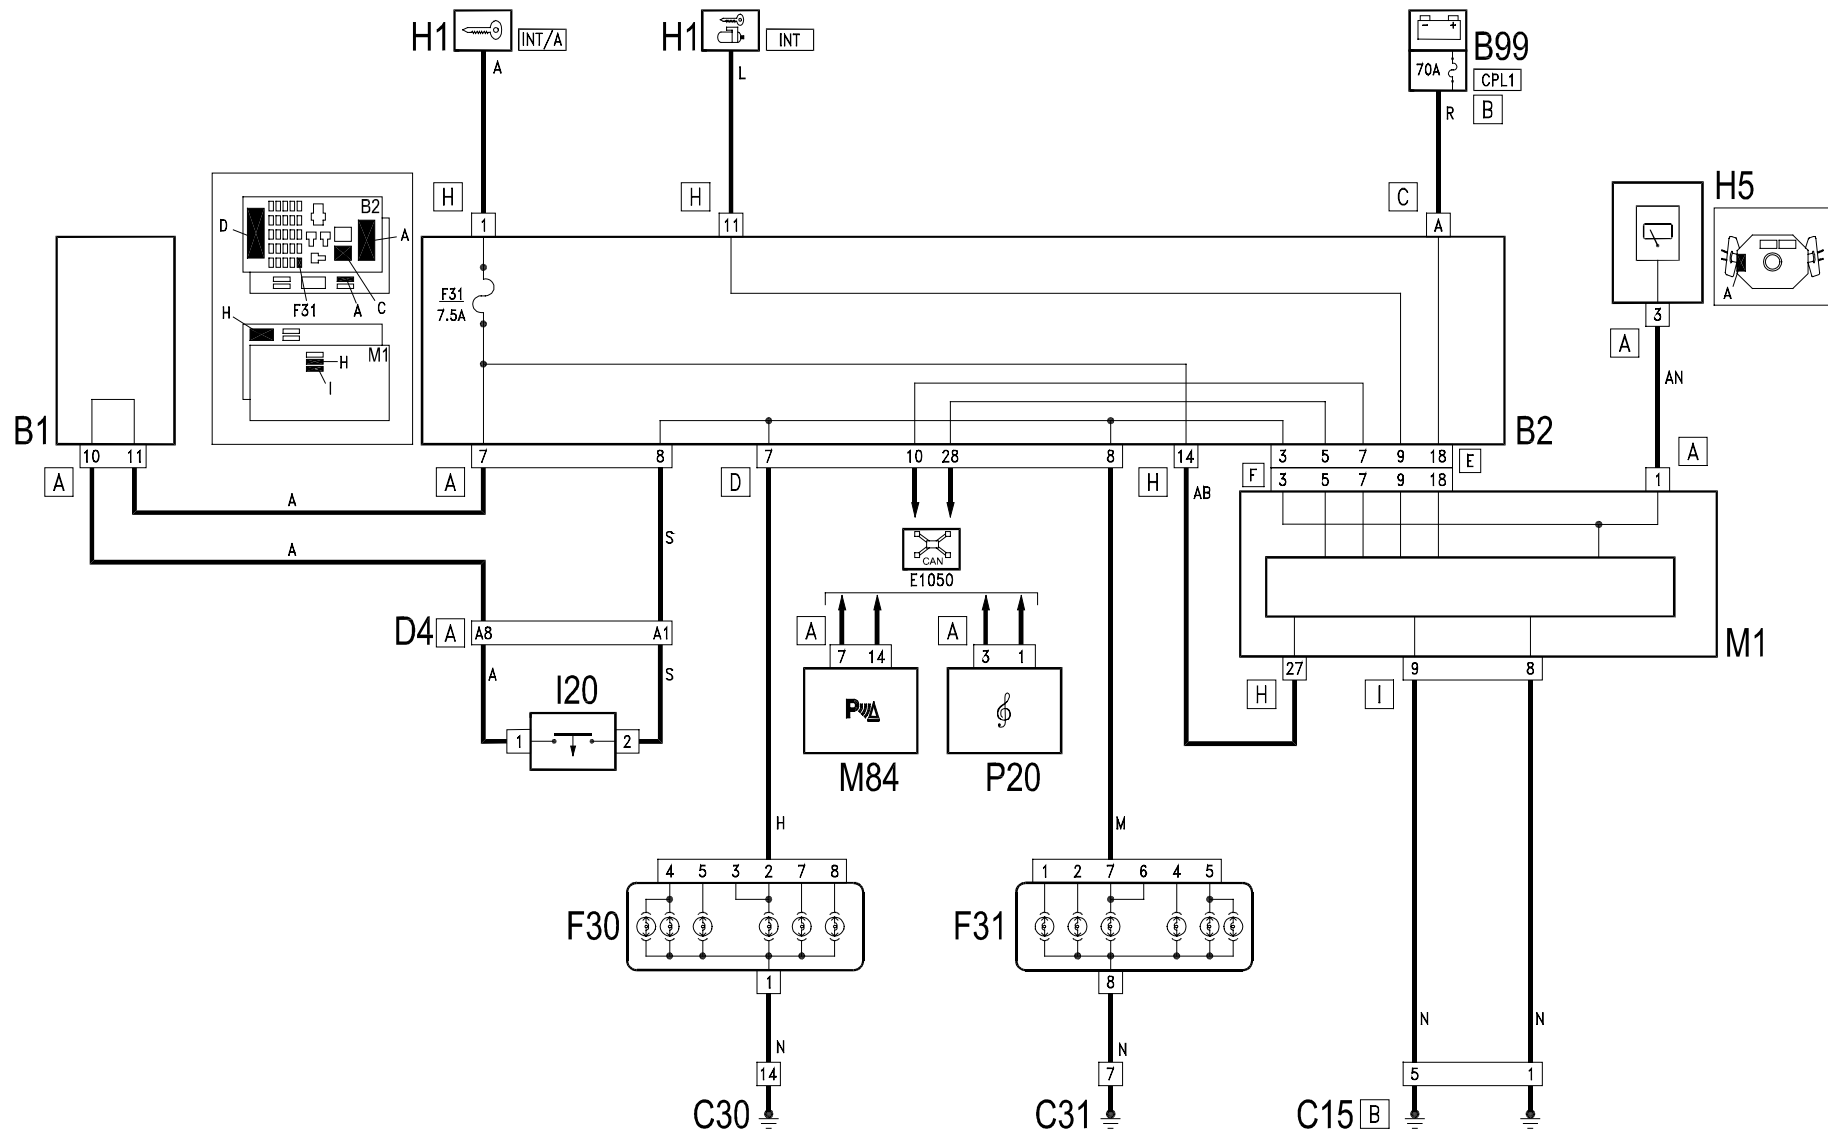 H1 INT/A H1 INT B99
70A CPL1
A L R B
H H C H5
B2
D A 1 11 A
F31 A C F31 7.5A A
H 3
M1 A
H AN
I
B1 B2
10 11 7 8 7 10 28 8 14 3 5 7 9 18 E A
A A D H F 3 5 7 9 18 1
A AB
S
A CAN
E1050
D4 A A8 A1 A A
7 14 3 1 M1
A S 27 9 8
I20 H I
1 2 P
M84 P20
H M
4 5 3 2 7 8 1 2 7 6 4 5
F30 F31
1 8
N N N N
14 7 5 1
C30 C31 C15 B